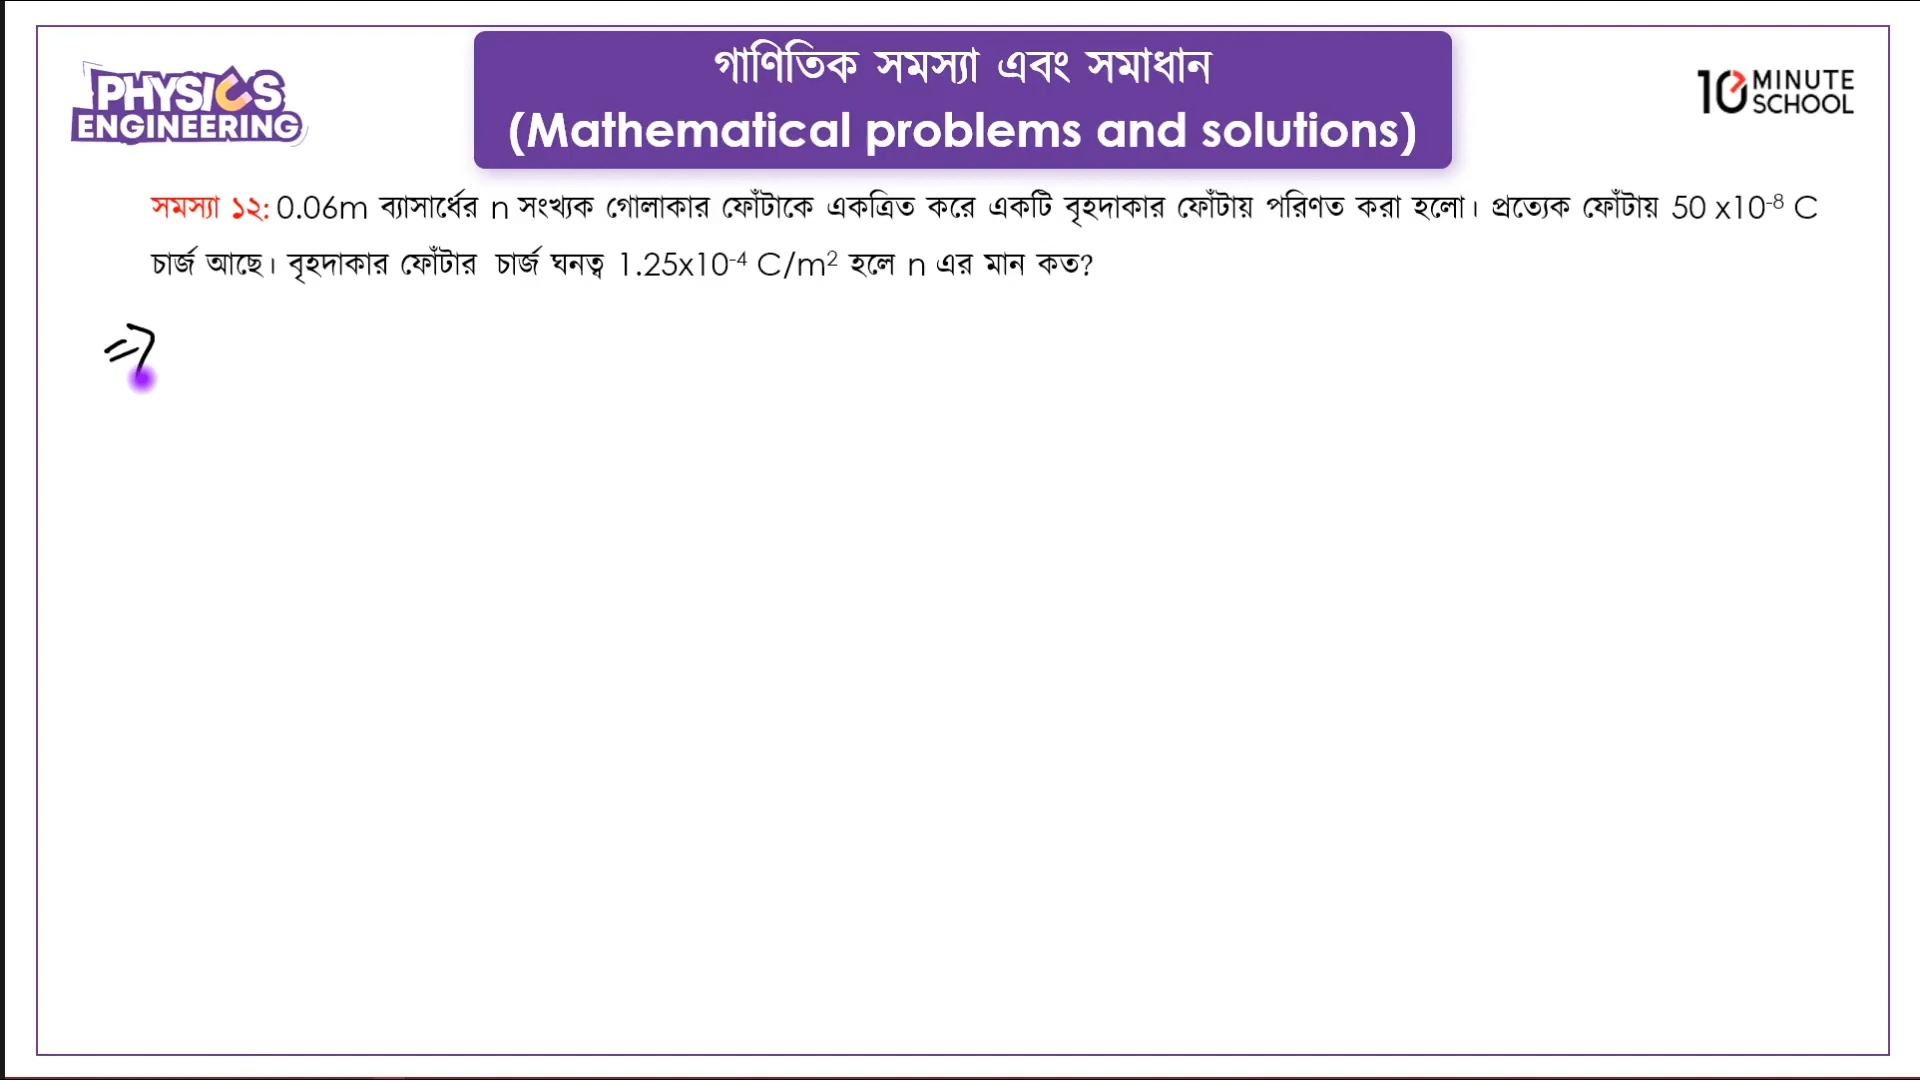 PHYSICS
ENGINEERING
গাণিতিক সমস্যা এবং সমাধান
(Mathematical problems and solutions)
10 MINUTE
SCHOOL
সমস্যা ১২: 0.06m ব্যাসার্ধের n সংখ্যক গোলাকার ফোঁটাকে একত্রিত করে একটি বৃহদাকার ফোঁটায় পরিণত করা হলো। প্রত্যেক ফোঁটায় 50 x10⁻⁸ C
চার্জ আছে। বৃহদাকার ফোঁটার চার্জ ঘনত্ব 1.25x10⁻⁴ C/m² হলে n এর মান কত?